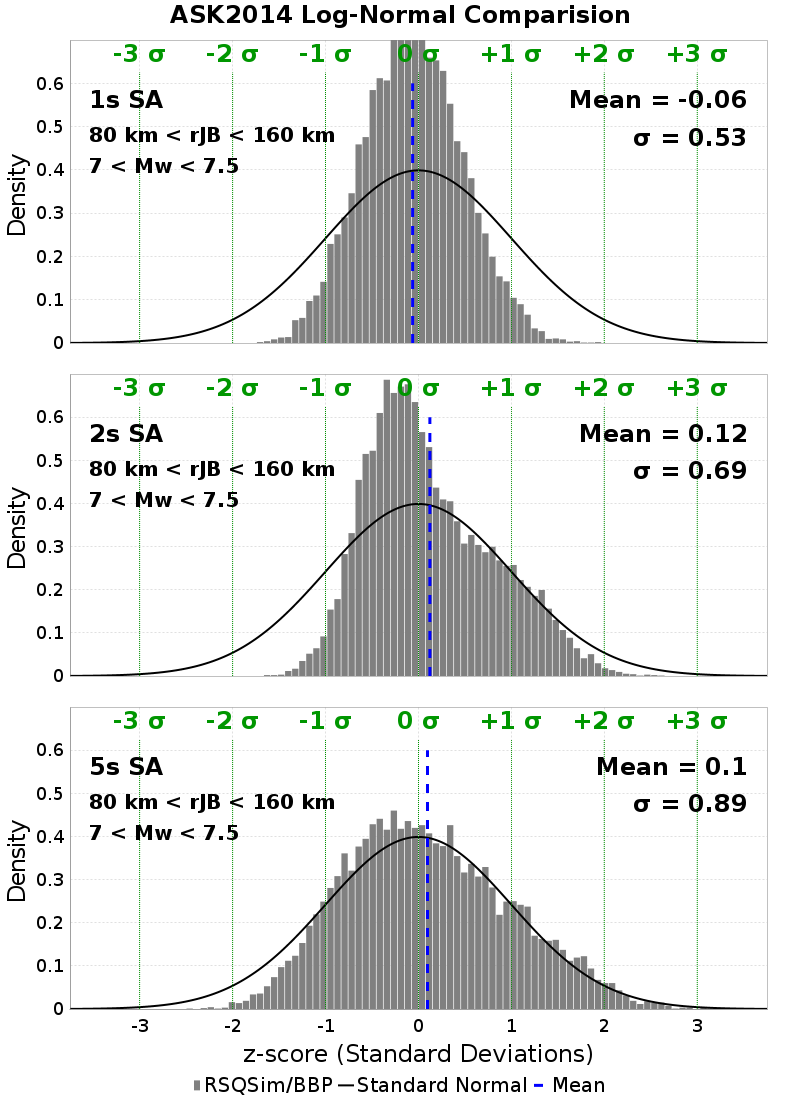 ASK2014 Log-Normal Comparision
-3 σ -2 σ -1 σ 0 σ +1 σ +2 σ +3 σ
1s SA
80 km < rJB < 160 km
7 < Mw < 7.5
Mean = -0.06
σ = 0.53
Density
0.6
0.5
0.4
0.3
0.2
0.1
0
-3 σ -2 σ -1 σ 0 σ +1 σ +2 σ +3 σ
2s SA
80 km < rJB < 160 km
7 < Mw < 7.5
Mean = 0.12
σ = 0.69
Density
0.6
0.5
0.4
0.3
0.2
0.1
0
-3 σ -2 σ -1 σ 0 σ +1 σ +2 σ +3 σ
5s SA
80 km < rJB < 160 km
7 < Mw < 7.5
Mean = 0.1
σ = 0.89
Density
0.6
0.5
0.4
0.3
0.2
0.1
0
-3 -2 -1 0 1 2 3
z-score (Standard Deviations)
RSQSim/BBP Standard Normal Mean